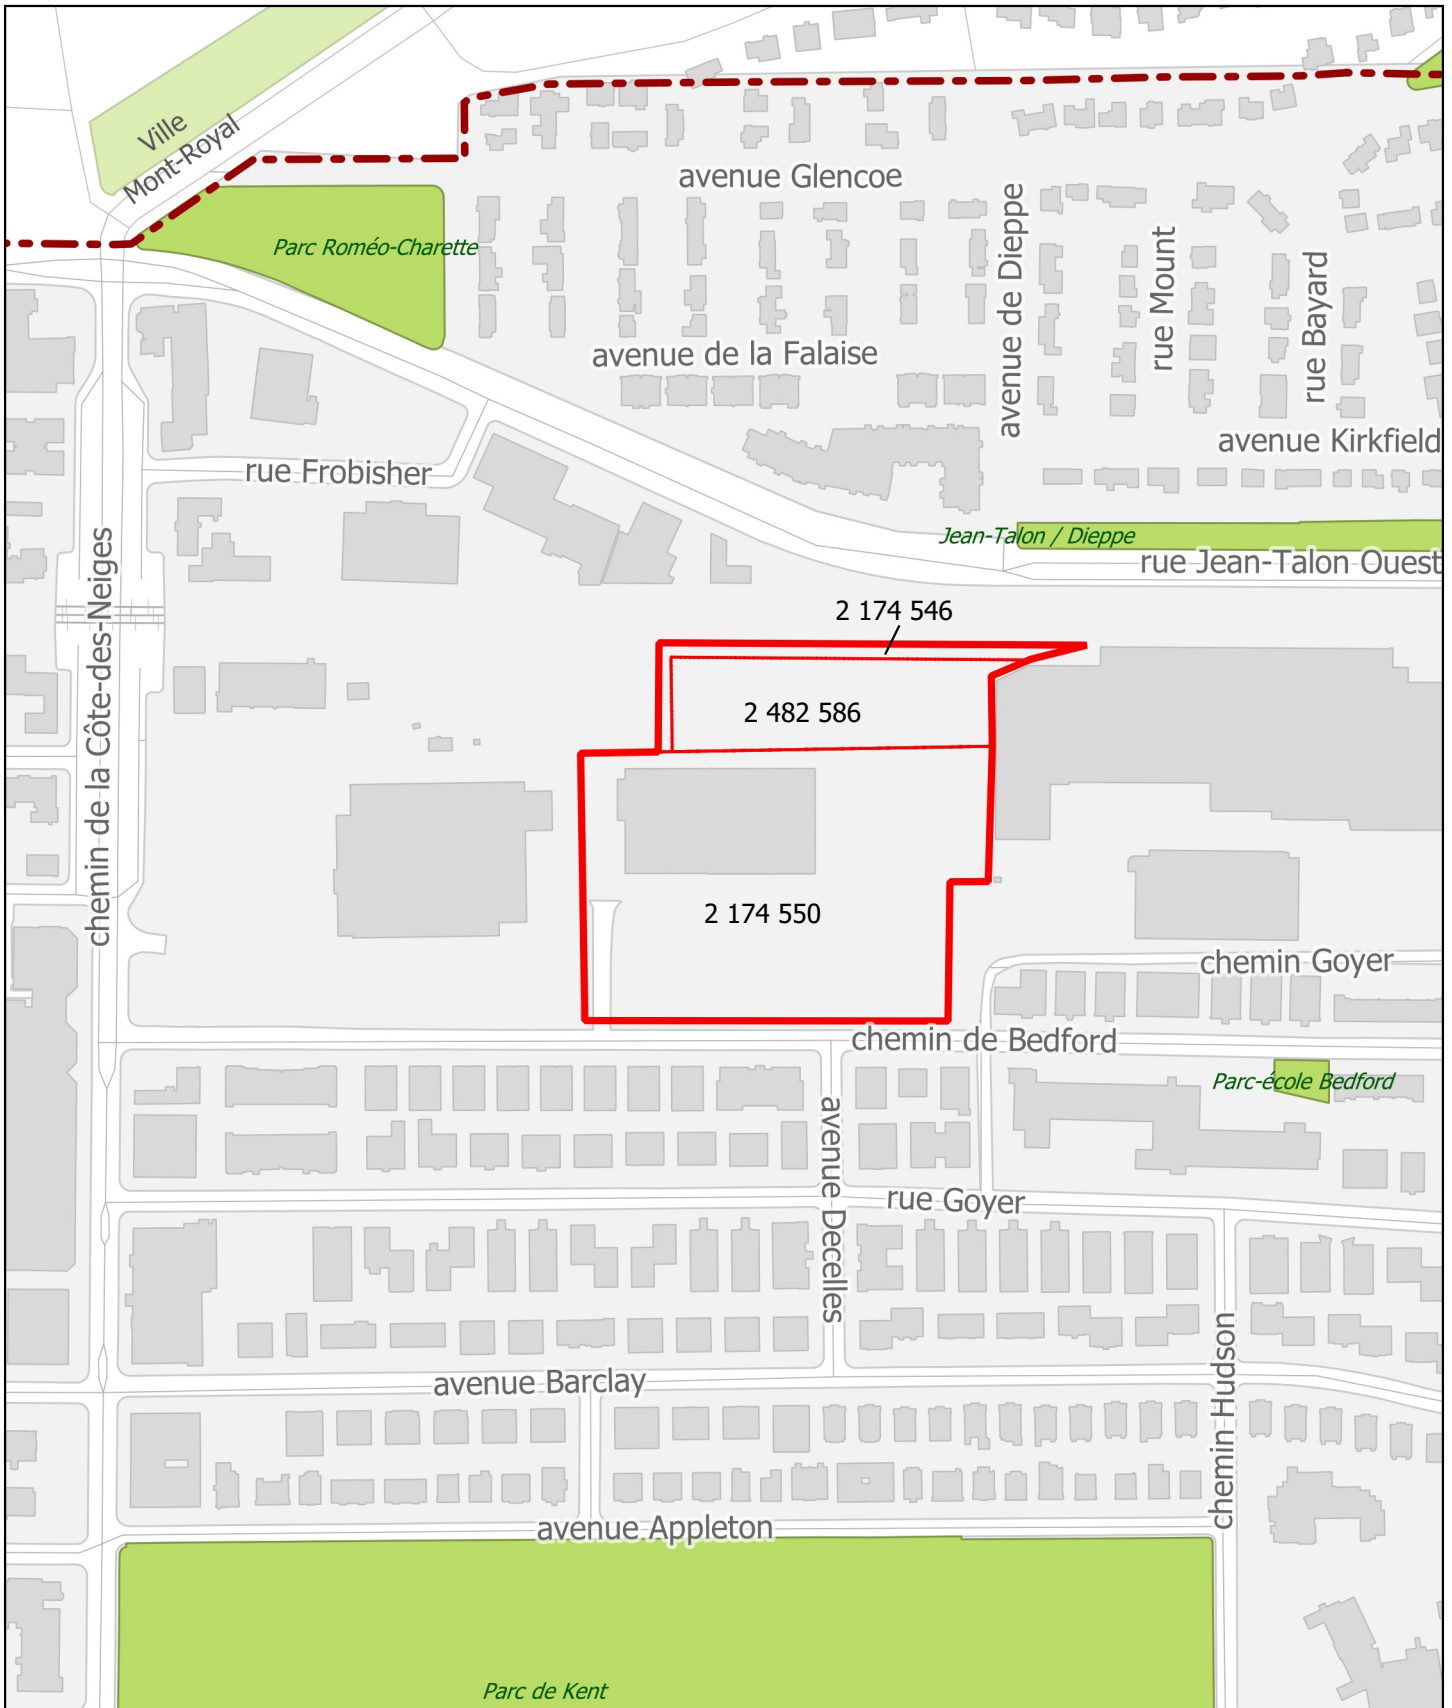 Ville
Mont-Royal
avenue Glencoe
Parc Roméo-Charette
avenue de Dieppe
rue Mount
rue Bayard
avenue de la Falaise
avenue Kirkfield
rue Frobisher
Jean-Talon / Dieppe
rue Jean-Talon Ouest
chemin de la Côte-des-Neiges
2 174 546
2 482 586
2 174 550
chemin Goyer
chemin de Bedford
Parc-école Bedford
avenue Decelles
rue Goyer
avenue Barclay
chemin Hudson
avenue Appleton
Parc de Kent